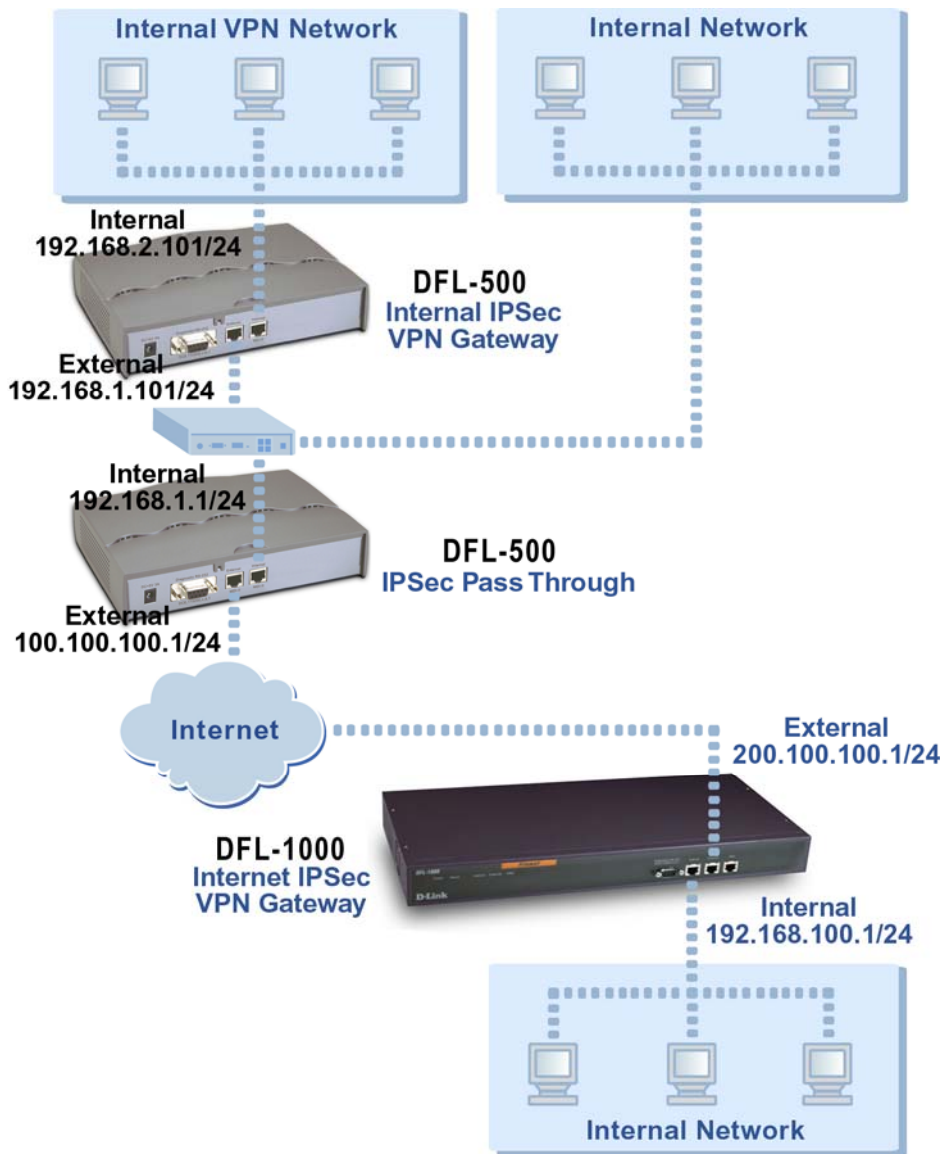 Internal VPN Network
Internal Network
Internal
192.168.2.101/24
DFL-500
Internal IPSec
VPN Gateway
External
192.168.1.101/24
Internal
192.168.1.1/24
DFL-500
IPSec Pass Through
External
100.100.100.1/24
Internet
External
200.100.100.1/24
DFL-1000
Internet IPSec
VPN Gateway
DFL-1000
D-Link
Internal
192.168.100.1/24
Internal Network